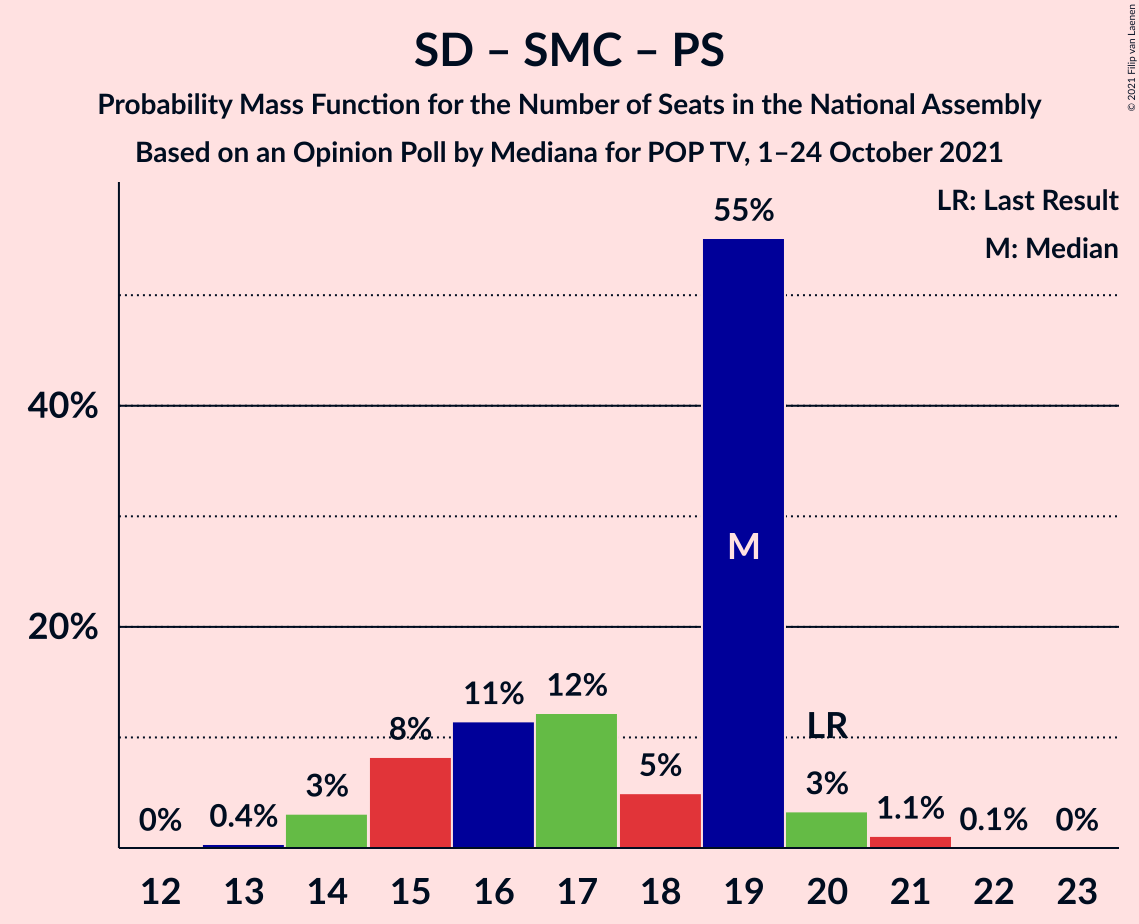 SD – SMC – PS
Probability Mass Function for the Number of Seats in the National Assembly
Based on an Opinion Poll by Mediana for POP TV, 1–24 October 2021
© 2021 Filip van Laenen
LR: Last Result
M: Median
55%
40%
M
20%
12%
11%
LR
8%
5%
3%
3%
1.1%
0%
0.4%
0.1%
0%
12 13 14 15 16 17 18 19 20 21 22 23